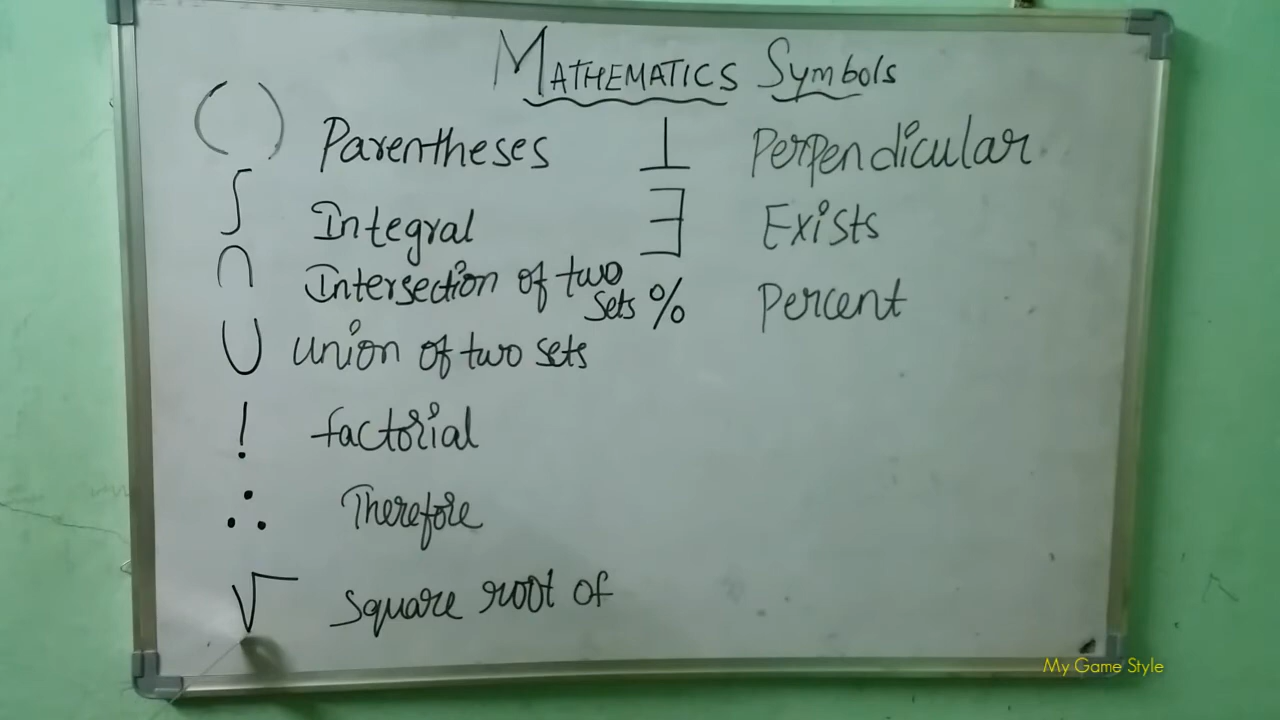 MATHEMATICS Symbols
( ) Parentheses
∫ Integral
∩ Intersection of two
sets
∪ union of two sets
! factorial
∴ Therefore
√ square root of
⊥ Perpendicular
∃ Exists
% Percent
My Game Style